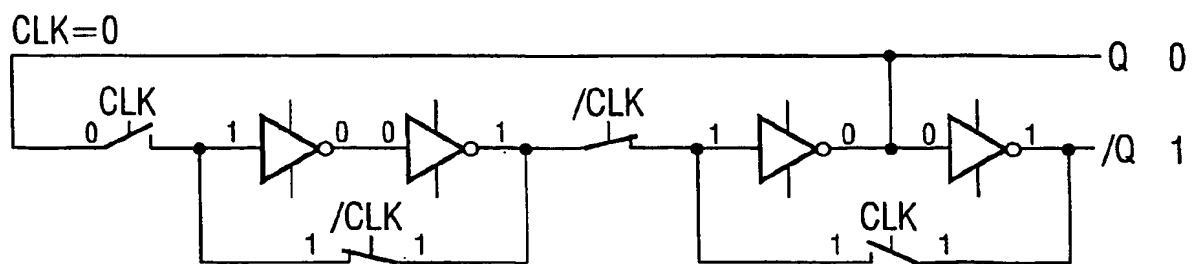 CLK=0
Q 0
CLK
/CLK
0 1 0 0 1 1 0 0 1
/Q 1
/CLK
CLK
1 1 1 1